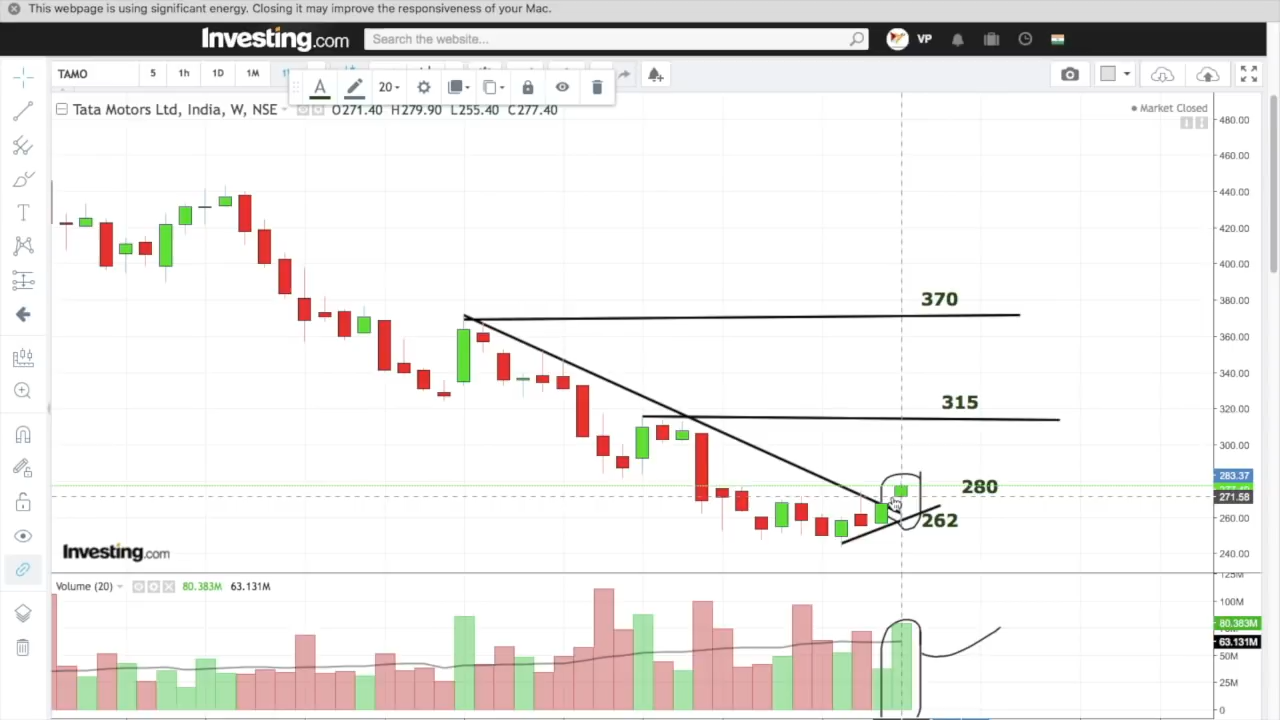 This webpage is using significant energy. Closing it may improve the responsiveness of your Mac.
Investing.com
Search the website...
VP
TAMO 5 1h 1D 1M
A 20
Tata Motors Ltd, India, W, NSE O271.40 H279.90 L255.40 C277.40
Market Closed
480.00
460.00
440.00
420.00
400.00
380.00
370
360.00
340.00
320.00
315
300.00
283.37
280
271.58
262
260.00
240.00
Investing.com
Volume (20) 80.383M 63.131M
125M
100M
80.383M
63.131M
50M
25M
0